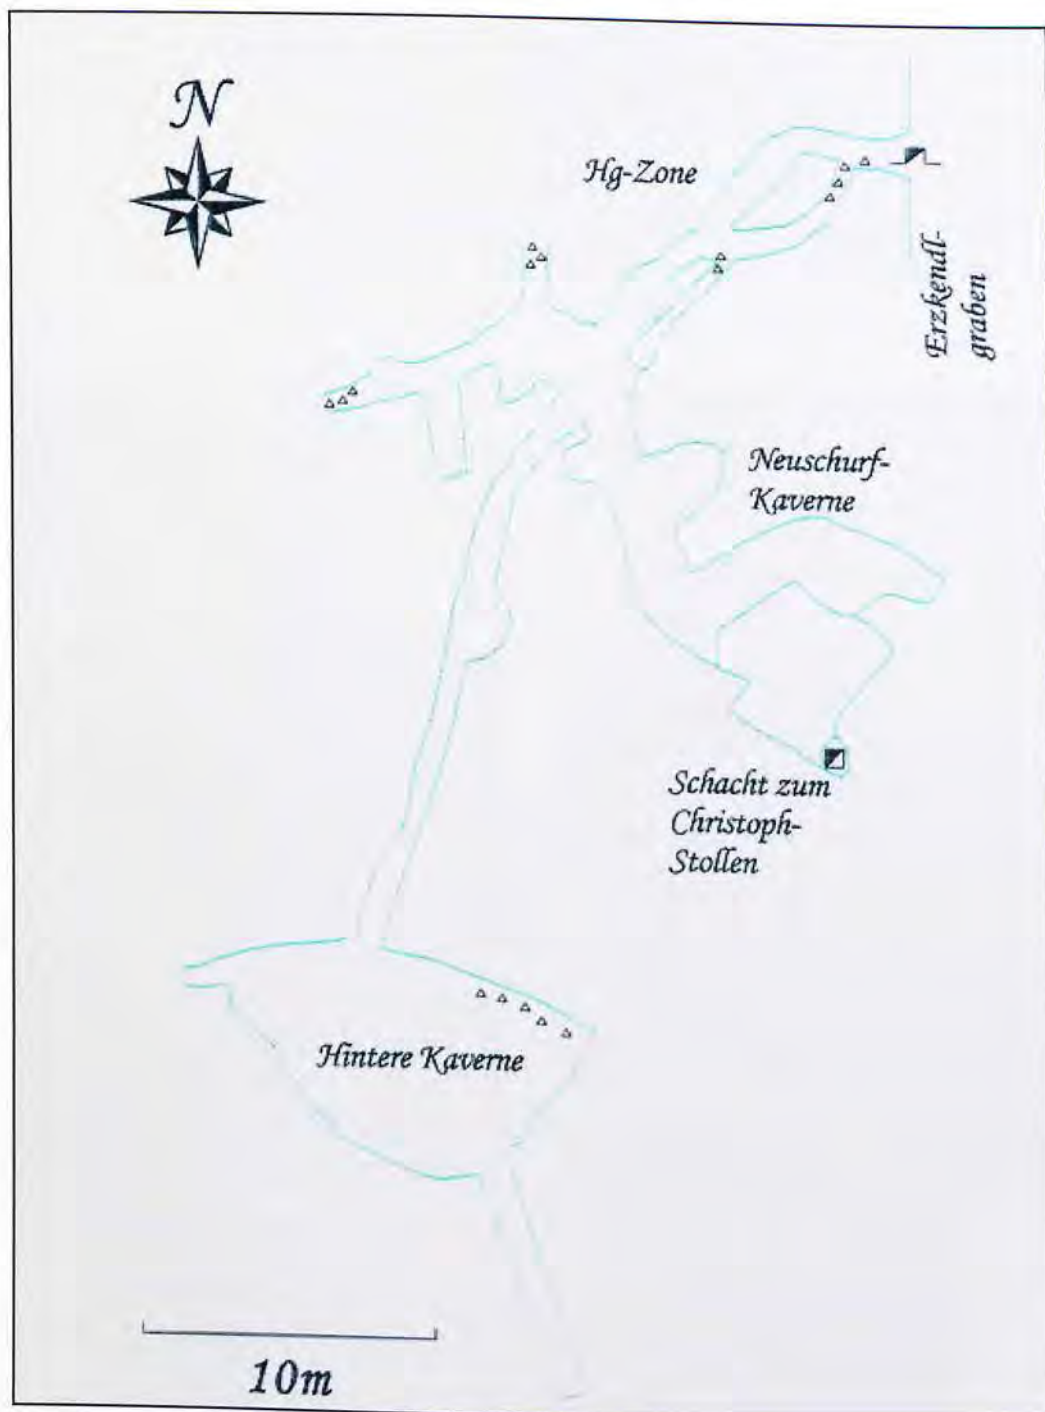 N
Hg-Zone
Erzkendl-
graben
Neuschurf-
Kaverne
Schacht zum
Christoph-
Stollen
Hintere Kaverne
10m